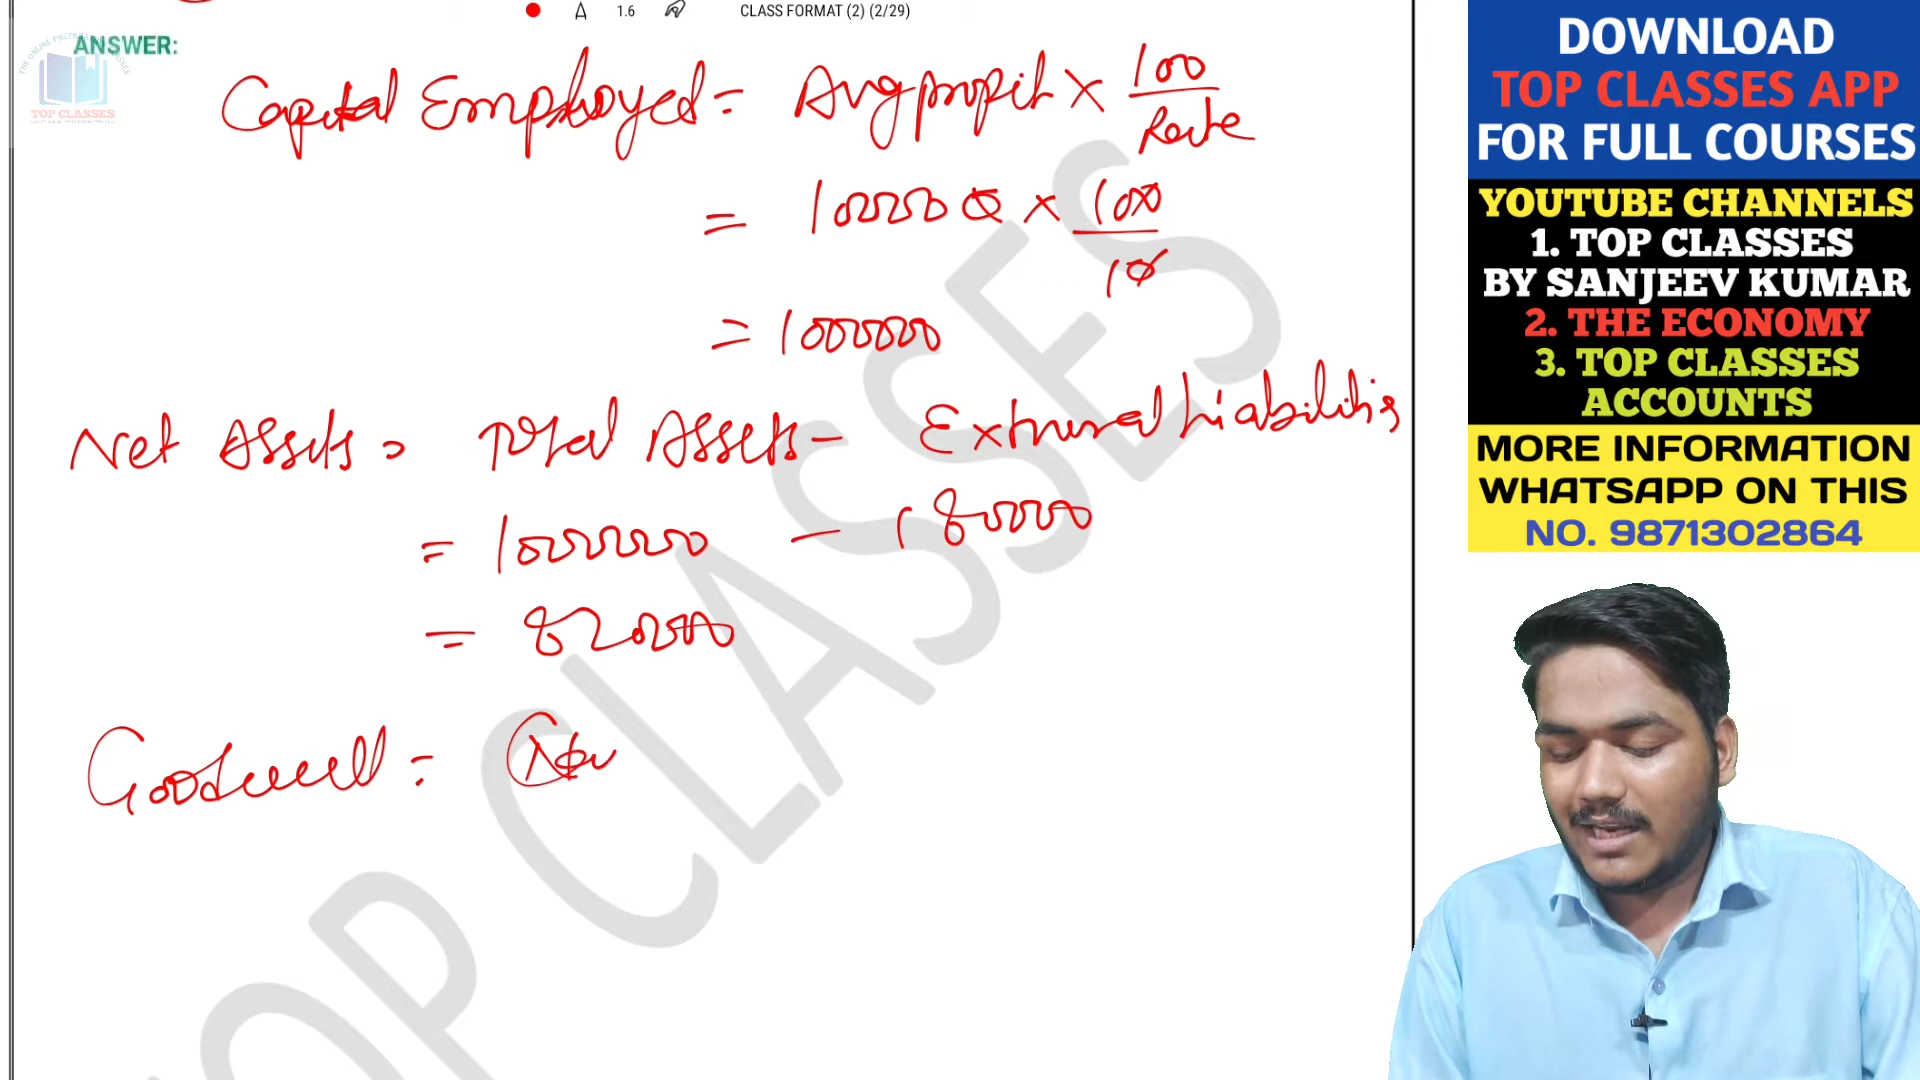 CLASS FORMAT (2) (2/29)
1.6
ANSWER:
TOP CLASSES
Capital Employed = Avg profit × 100 / Rate
= 100000 × 100 / 10
= 1000000
Net Assets = Total Assets - External Liabilities
= 1000000 - 180000
= 820000
Goodwill =
TOP CLASSES
DOWNLOAD
TOP CLASSES APP
FOR FULL COURSES
YOUTUBE CHANNELS
1. TOP CLASSES
BY SANJEEV KUMAR
2. THE ECONOMY
3. TOP CLASSES
ACCOUNTS
MORE INFORMATION
WHATSAPP ON THIS
NO. 9871302864